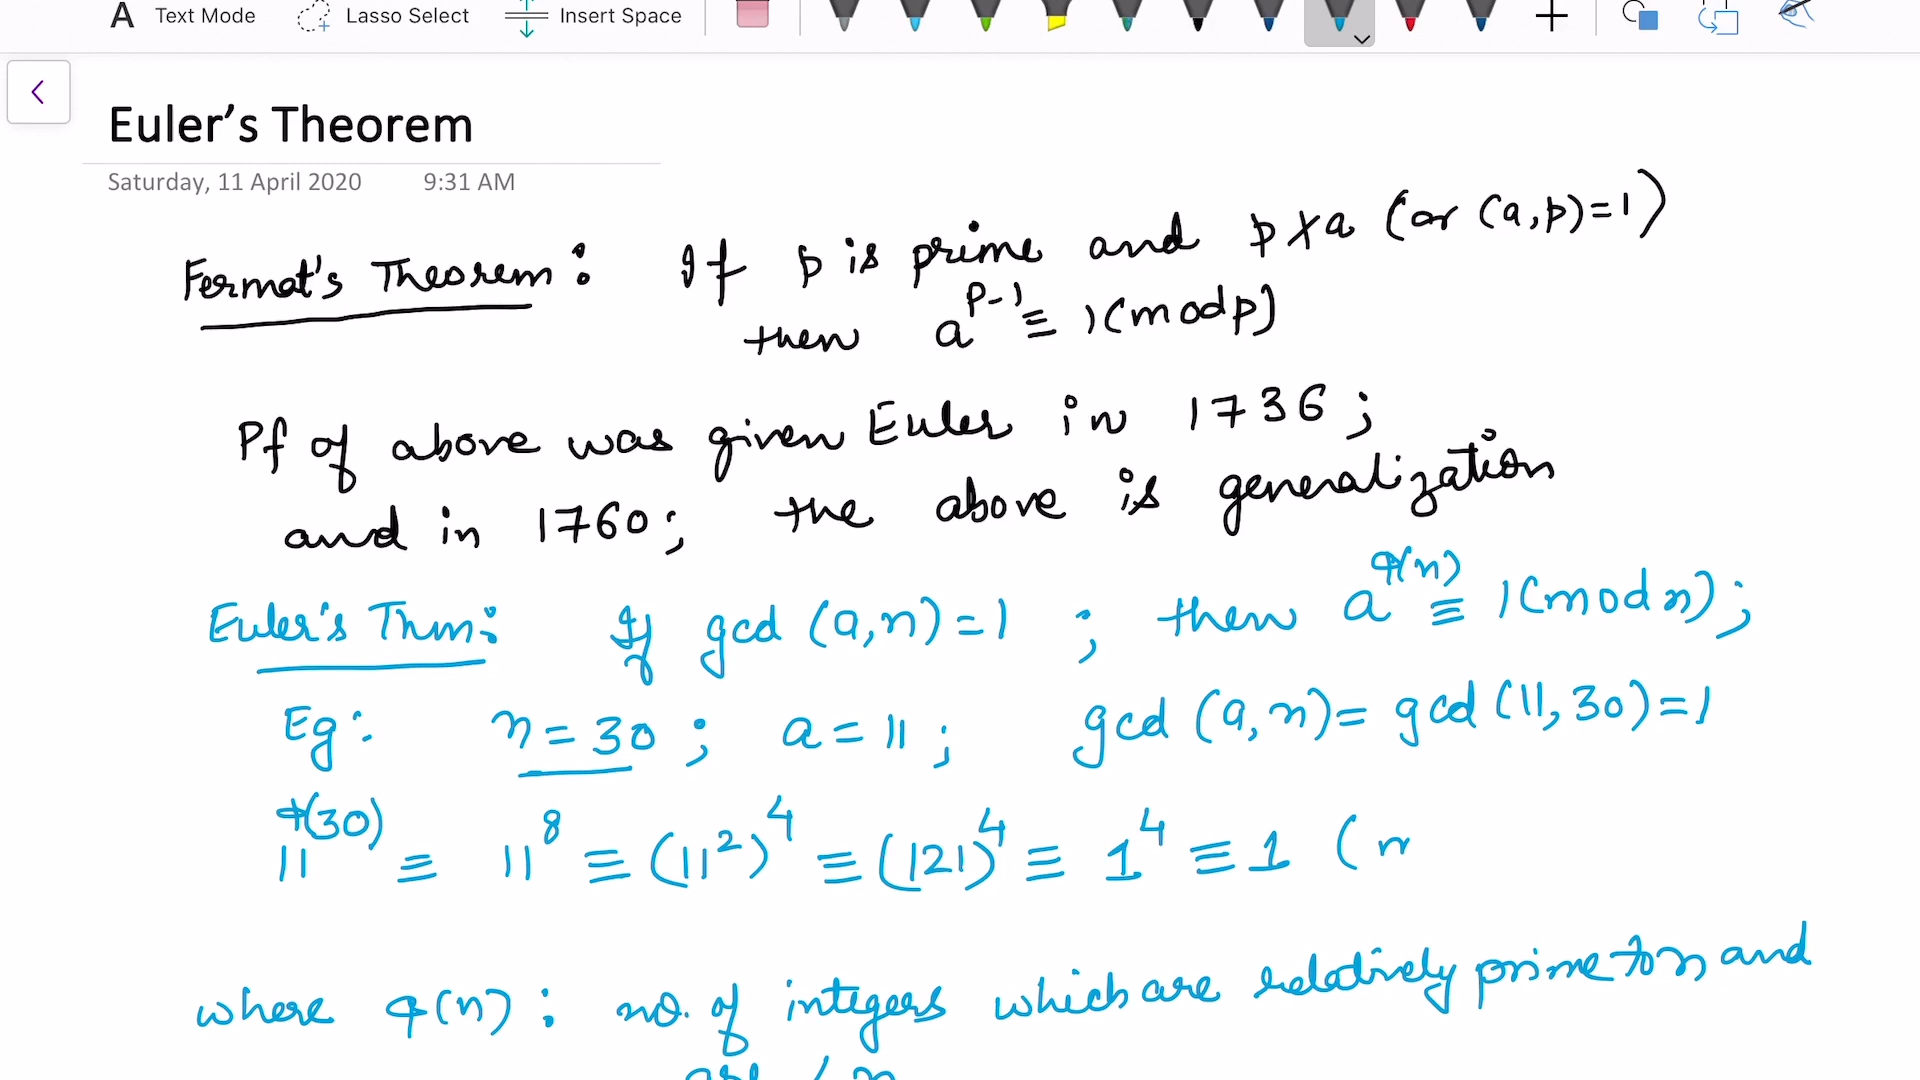 A Text Mode Lasso Select Insert Space
Euler's Theorem
Saturday, 11 April 2020 9:31 AM
Fermat's Theorem: If p is prime and p∤a (or (a,p)=1)
then a^{p-1} ≡ 1(mod p)
Pf of above was given Euler in 1736;
and in 1760; the above is generalization
Euler's Thm: If gcd (a,n)=1 ; then a^{φ(n)} ≡ 1(mod n);
Eg: n=30; a=11; gcd (a,n)= gcd (11,30)=1
11^{φ(30)} ≡ 11^8 ≡ (11^2)^4 ≡ (121)^4 ≡ 1^4 ≡ 1 (m
where φ(n): no. of integers which are relatively prime to n and
are < n